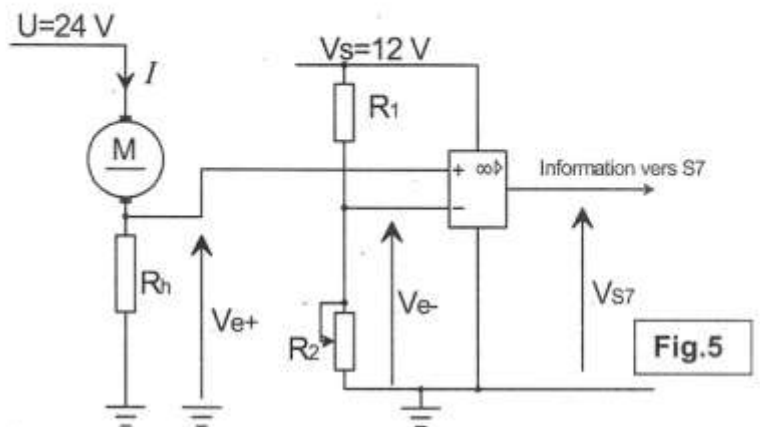 U=24 V
I
M
Rh
Ve+
Vs=12 V
R1
R2
Ve-
+ ∞▷
−
Information vers S7
VS7
Fig.5